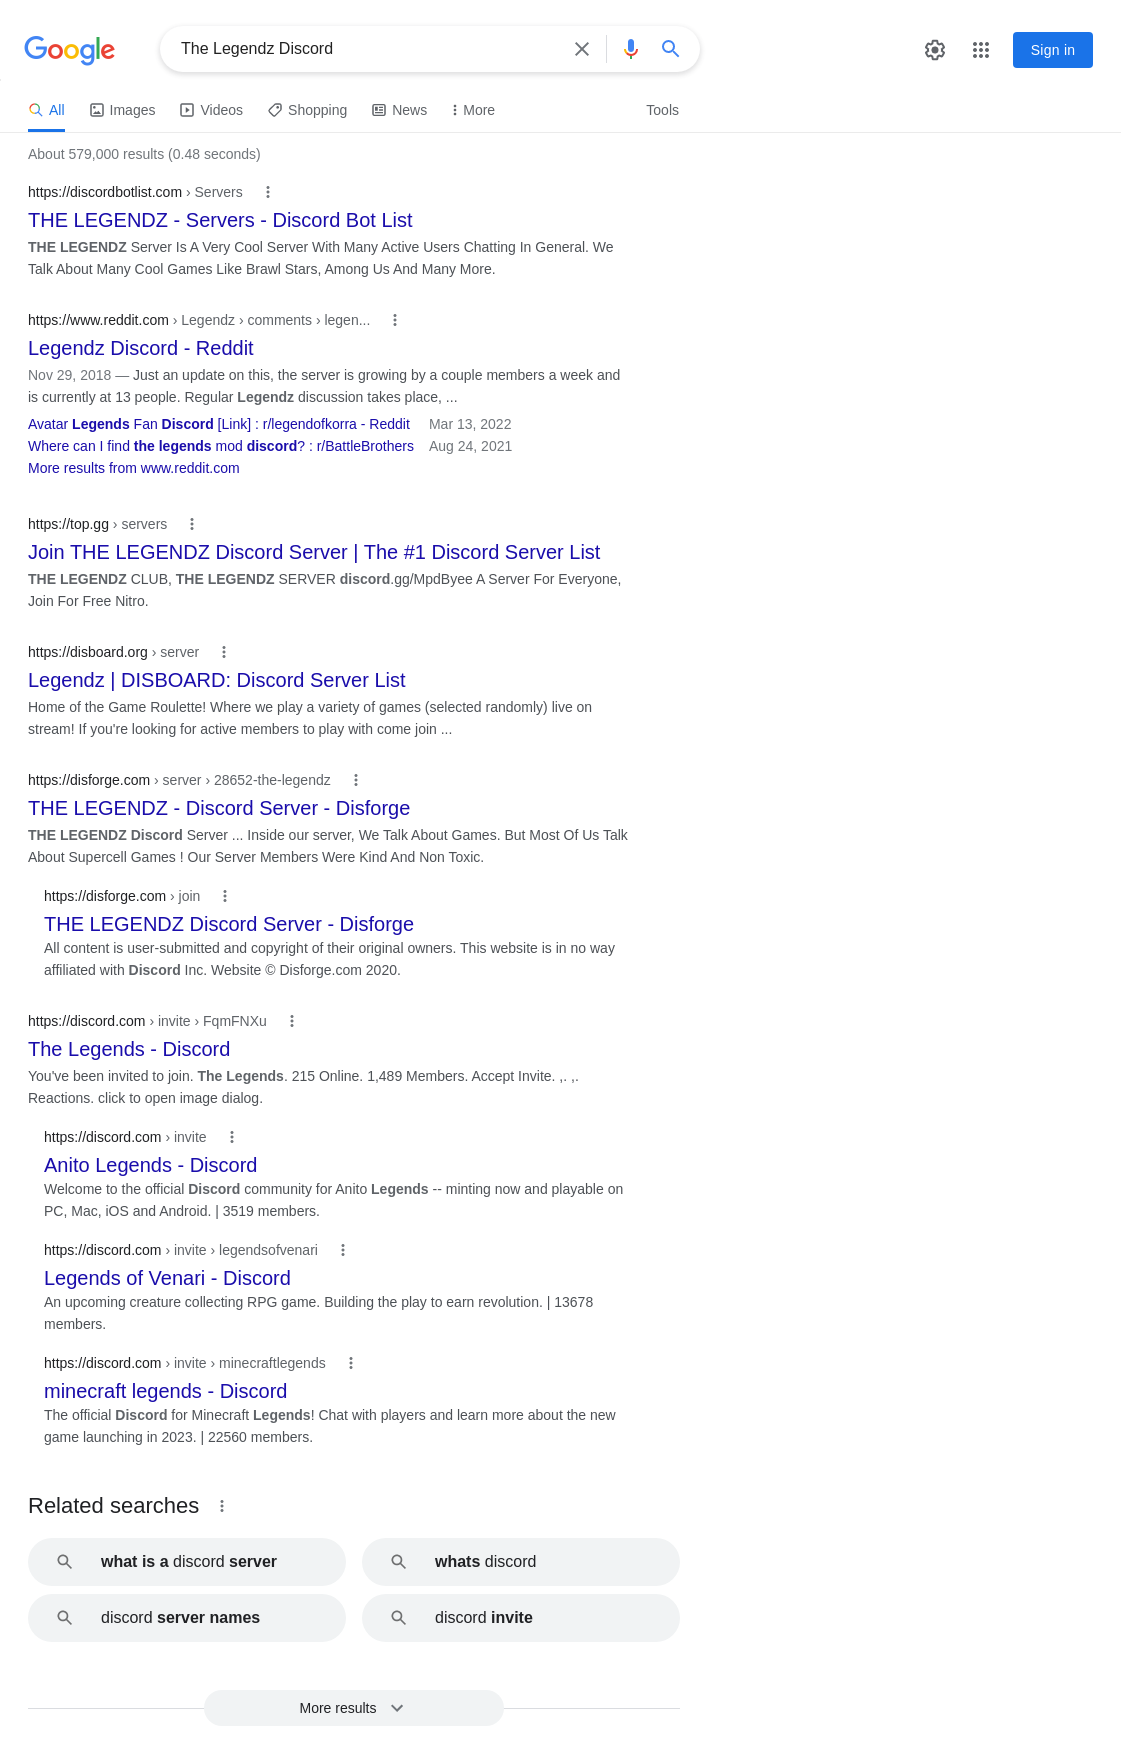 Google
The Legendz Discord
Sign in
All Images Videos Shopping News More Tools
About 579,000 results (0.48 seconds)
https://discordbotlist.com › Servers
THE LEGENDZ - Servers - Discord Bot List
THE LEGENDZ Server Is A Very Cool Server With Many Active Users Chatting In General. We
Talk About Many Cool Games Like Brawl Stars, Among Us And Many More.
https://www.reddit.com › Legendz › comments › legen...
Legendz Discord - Reddit
Nov 29, 2018 — Just an update on this, the server is growing by a couple members a week and
is currently at 13 people. Regular Legendz discussion takes place, ...
Avatar Legends Fan Discord [Link] : r/legendofkorra - Reddit Mar 13, 2022
Where can I find the legends mod discord? : r/BattleBrothers Aug 24, 2021
More results from www.reddit.com
https://top.gg › servers
Join THE LEGENDZ Discord Server | The #1 Discord Server List
THE LEGENDZ CLUB, THE LEGENDZ SERVER discord.gg/MpdByee A Server For Everyone,
Join For Free Nitro.
https://disboard.org › server
Legendz | DISBOARD: Discord Server List
Home of the Game Roulette! Where we play a variety of games (selected randomly) live on
stream! If you're looking for active members to play with come join ...
https://disforge.com › server › 28652-the-legendz
THE LEGENDZ - Discord Server - Disforge
THE LEGENDZ Discord Server ... Inside our server, We Talk About Games. But Most Of Us Talk
About Supercell Games ! Our Server Members Were Kind And Non Toxic.
https://disforge.com › join
THE LEGENDZ Discord Server - Disforge
All content is user-submitted and copyright of their original owners. This website is in no way
affiliated with Discord Inc. Website © Disforge.com 2020.
https://discord.com › invite › FqmFNXu
The Legends - Discord
You've been invited to join. The Legends. 215 Online. 1,489 Members. Accept Invite. ,. ,.
Reactions. click to open image dialog.
https://discord.com › invite
Anito Legends - Discord
Welcome to the official Discord community for Anito Legends -- minting now and playable on
PC, Mac, iOS and Android. | 3519 members.
https://discord.com › invite › legendsofvenari
Legends of Venari - Discord
An upcoming creature collecting RPG game. Building the play to earn revolution. | 13678
members.
https://discord.com › invite › minecraftlegends
minecraft legends - Discord
The official Discord for Minecraft Legends! Chat with players and learn more about the new
game launching in 2023. | 22560 members.
Related searches
what is a discord server
whats discord
discord server names
discord invite
More results